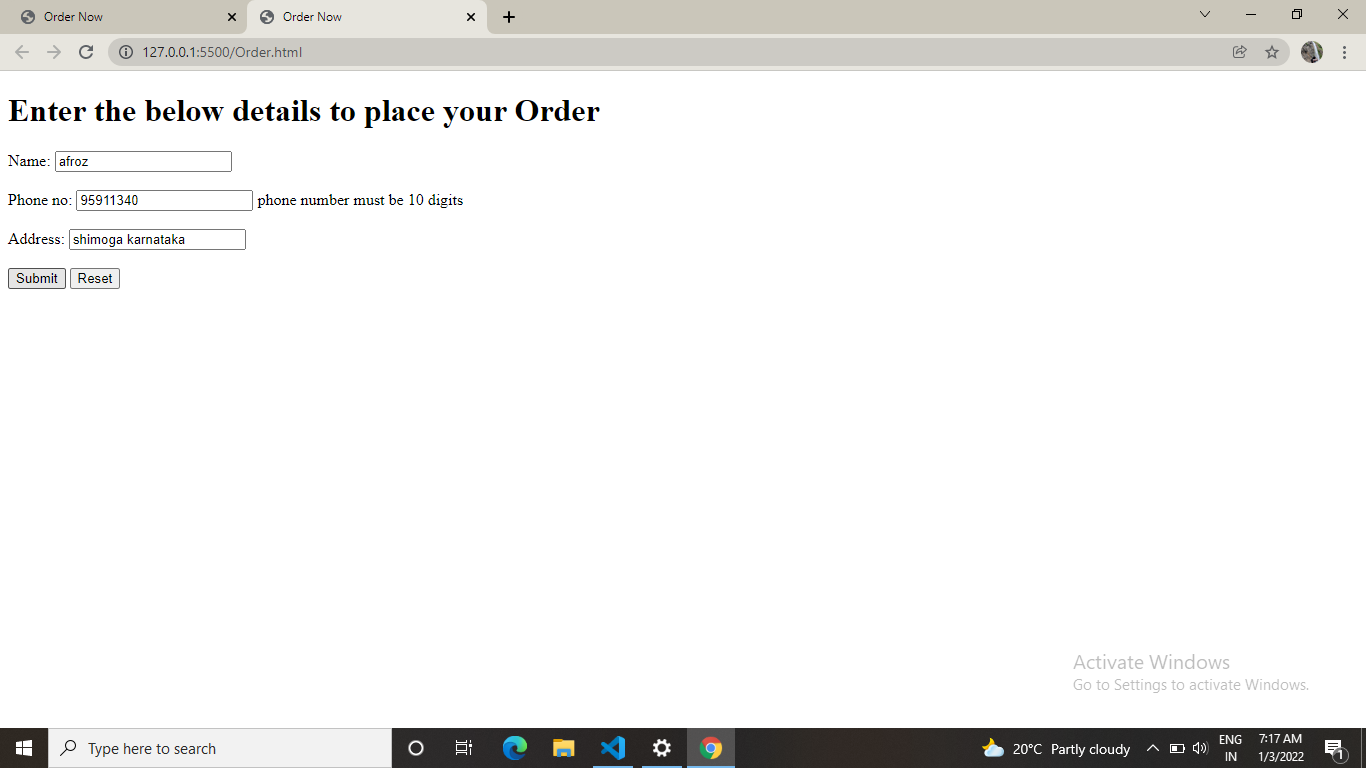 Order Now
Order Now
127.0.0.1:5500/Order.html
Enter the below details to place your Order
Name: afroz
Phone no: 95911340 phone number must be 10 digits
Address: shimoga karnataka
Submit Reset
Activate Windows
Go to Settings to activate Windows.
Type here to search
20°C Partly cloudy
ENG
IN
7:17 AM
1/3/2022
1